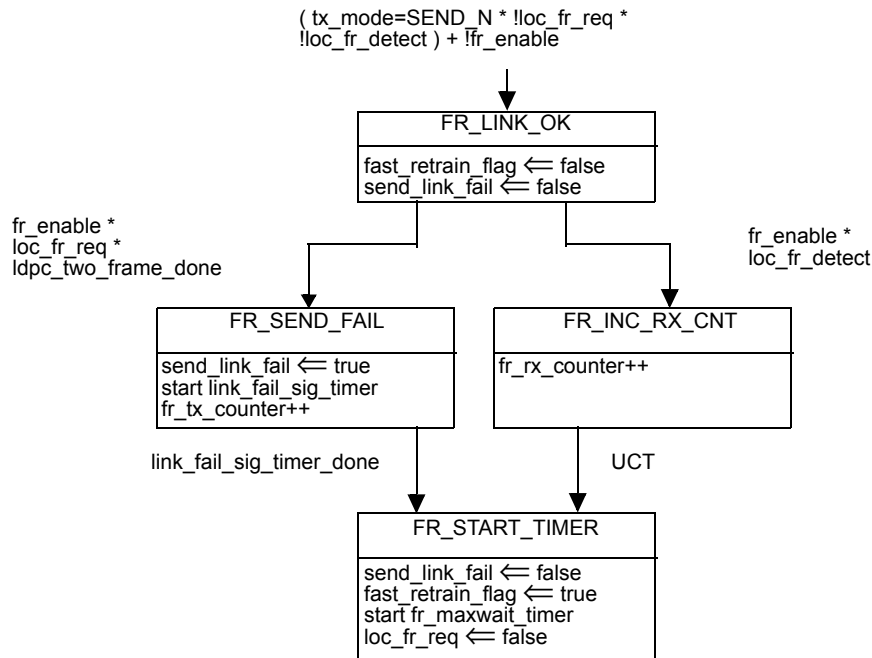 ( tx_mode=SEND_N * !loc_fr_req *
!loc_fr_detect ) + !fr_enable
FR_LINK_OK
fast_retrain_flag ⇐ false
send_link_fail ⇐ false
fr_enable *
loc_fr_req *
ldpc_two_frame_done
fr_enable *
loc_fr_detect
FR_SEND_FAIL
send_link_fail ⇐ true
start link_fail_sig_timer
fr_tx_counter++
FR_INC_RX_CNT
fr_rx_counter++
link_fail_sig_timer_done
UCT
FR_START_TIMER
send_link_fail ⇐ false
fast_retrain_flag ⇐ true
start fr_maxwait_timer
loc_fr_req ⇐ false